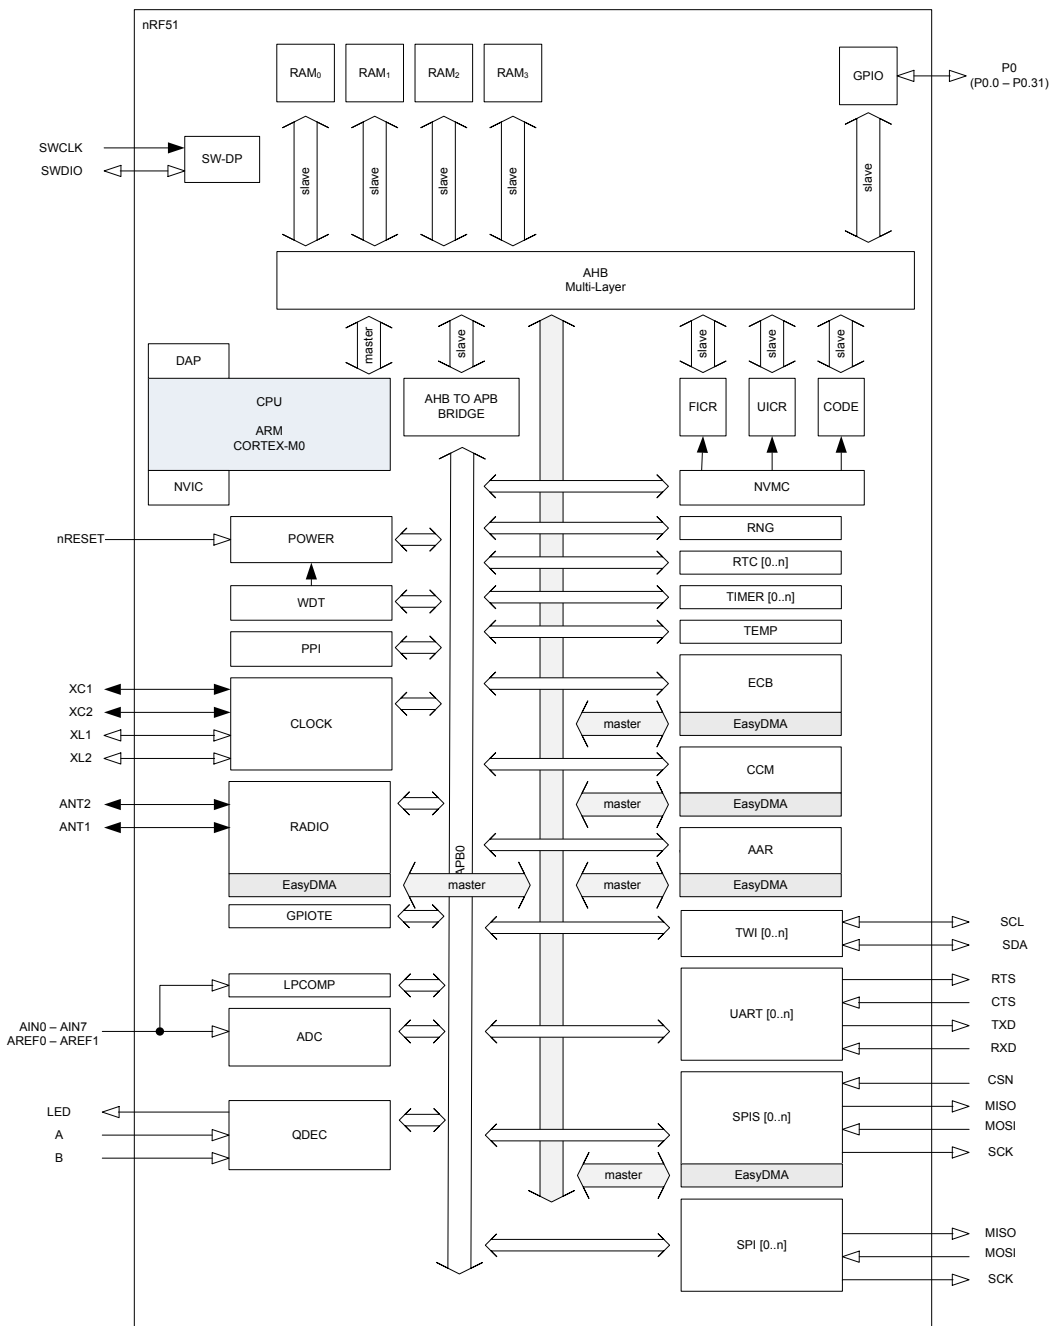 nRF51
RAM0
RAM1
RAM2
RAM3
GPIO
P0
(P0.0 – P0.31)
SWCLK
SWDIO
SW-DP
slave
slave
slave
slave
slave
AHB
Multi-Layer
master
slave
slave
slave
slave
DAP
CPU
ARM
CORTEX-M0
NVIC
AHB TO APB
BRIDGE
FICR
UICR
CODE
NVMC
nRESET
POWER
RNG
RTC [0..n]
WDT
TIMER [0..n]
PPI
TEMP
XC1
XC2
XL1
XL2
CLOCK
ECB
master
EasyDMA
CCM
master
EasyDMA
ANT2
ANT1
RADIO
EasyDMA
APB0
master
AAR
master
EasyDMA
GPIOTE
TWI [0..n]
SCL
SDA
LPCOMP
AIN0 – AIN7
AREF0 – AREF1
ADC
UART [0..n]
RTS
CTS
TXD
RXD
LED
A
B
QDEC
SPIS [0..n]
CSN
MISO
MOSI
SCK
master
EasyDMA
SPI [0..n]
MISO
MOSI
SCK